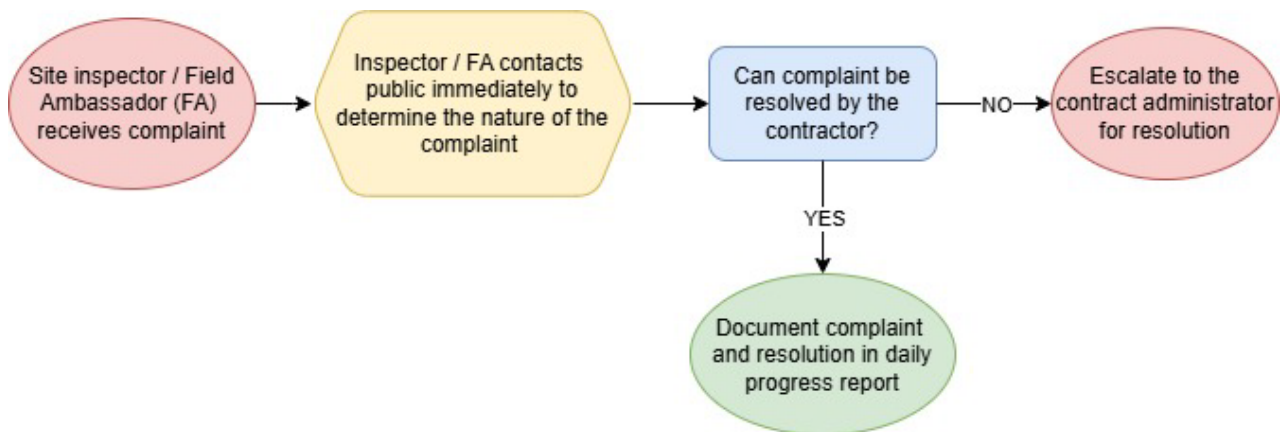 Site inspector / Field
Ambassador (FA)
receives complaint
Inspector / FA contacts
public immediately to
determine the nature of the
complaint
Can complaint be
resolved by the
contractor?
NO
Escalate to the
contract administrator
for resolution
YES
Document complaint
and resolution in daily
progress report